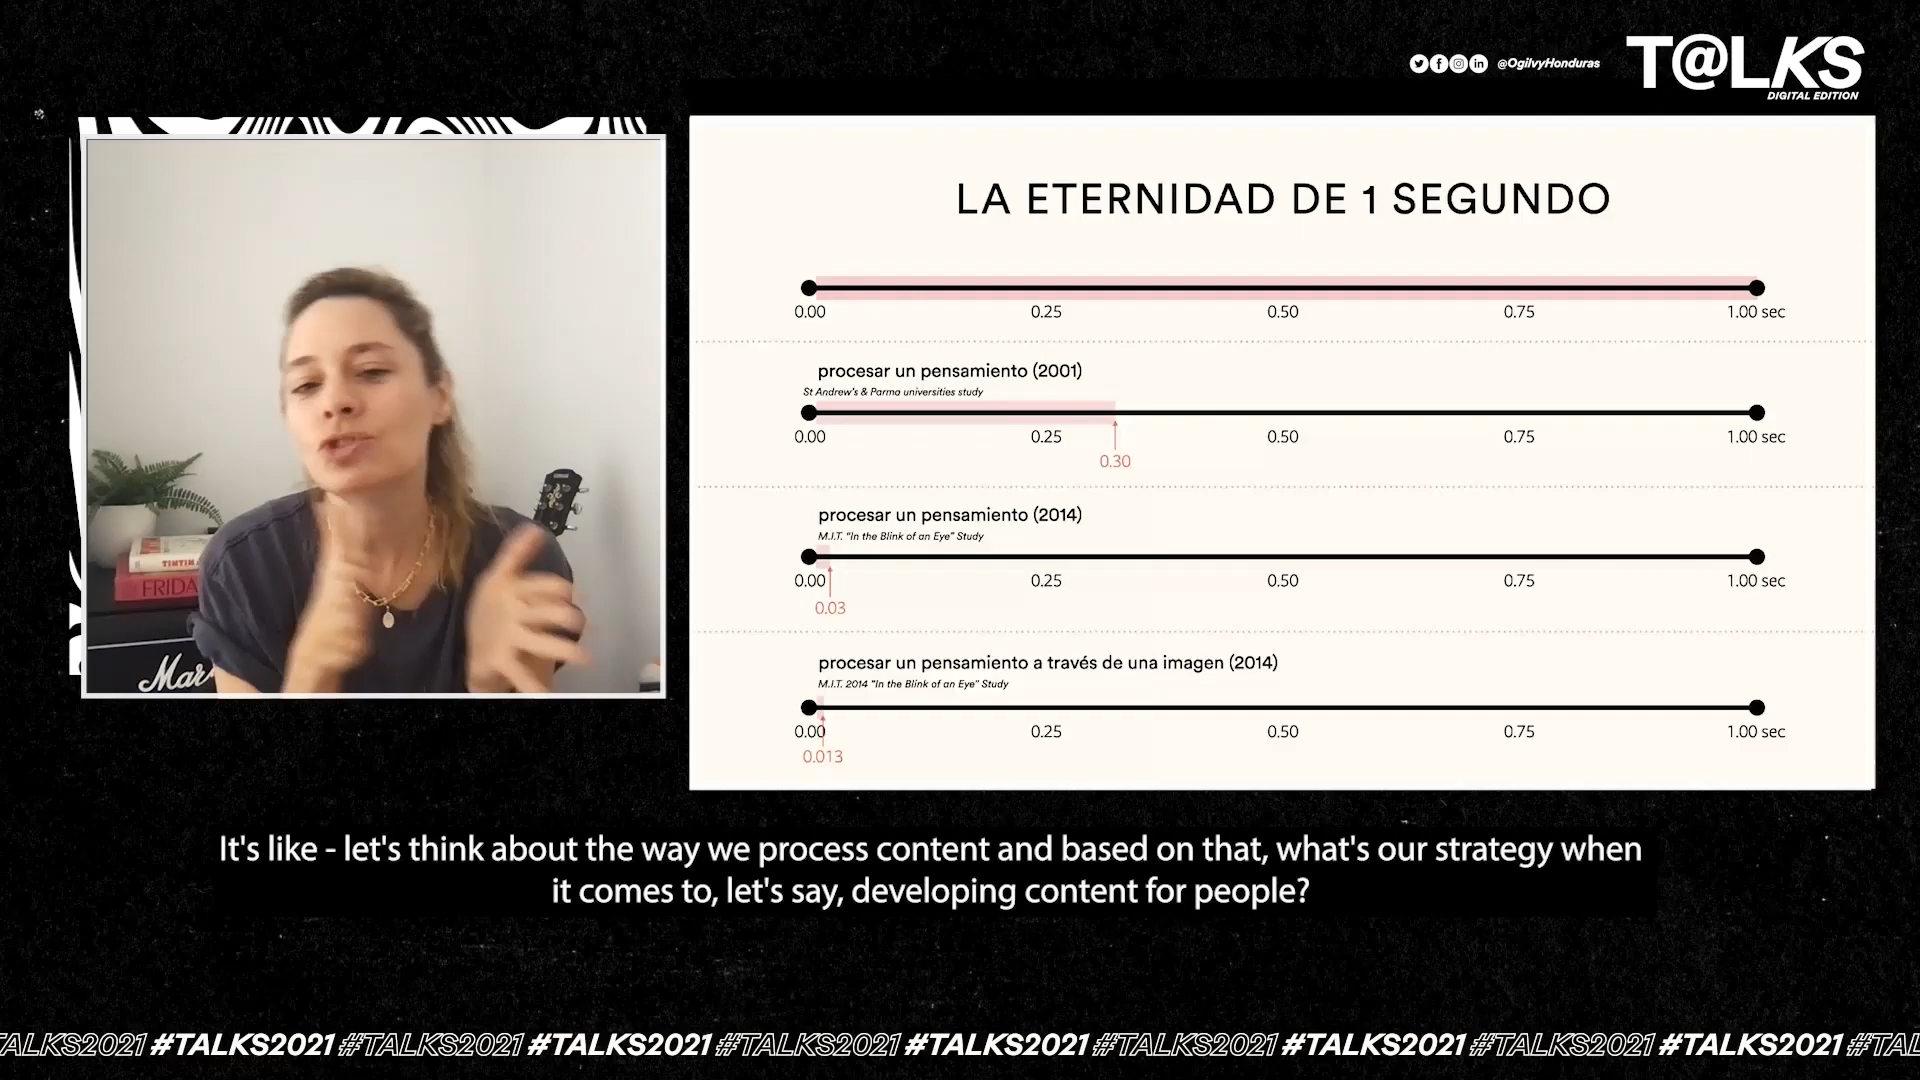 @OgilvyHonduras
T@LKS
DIGITAL EDITION
LA ETERNIDAD DE 1 SEGUNDO
0.00 0.25 0.50 0.75 1.00 sec
procesar un pensamiento (2001)
St Andrew's & Parma universities study
0.00 0.25 0.50 0.75 1.00 sec
0.30
procesar un pensamiento (2014)
M.I.T. "In the Blink of an Eye" Study
0.00 0.25 0.50 0.75 1.00 sec
0.03
procesar un pensamiento a través de una imagen (2014)
M.I.T. 2014 "In the Blink of an Eye" Study
0.00 0.25 0.50 0.75 1.00 sec
0.013
TINTIN
FRIDA
Mar
It's like - let's think about the way we process content and based on that, what's our strategy when
it comes to, let's say, developing content for people?
TALKS2021 #TALKS2021 #TALKS2021 #TALKS2021 #TALKS2021 #TALKS2021 #TALKS2021 #TALKS2021 #TALKS2021 #TALKS2021 #TAL